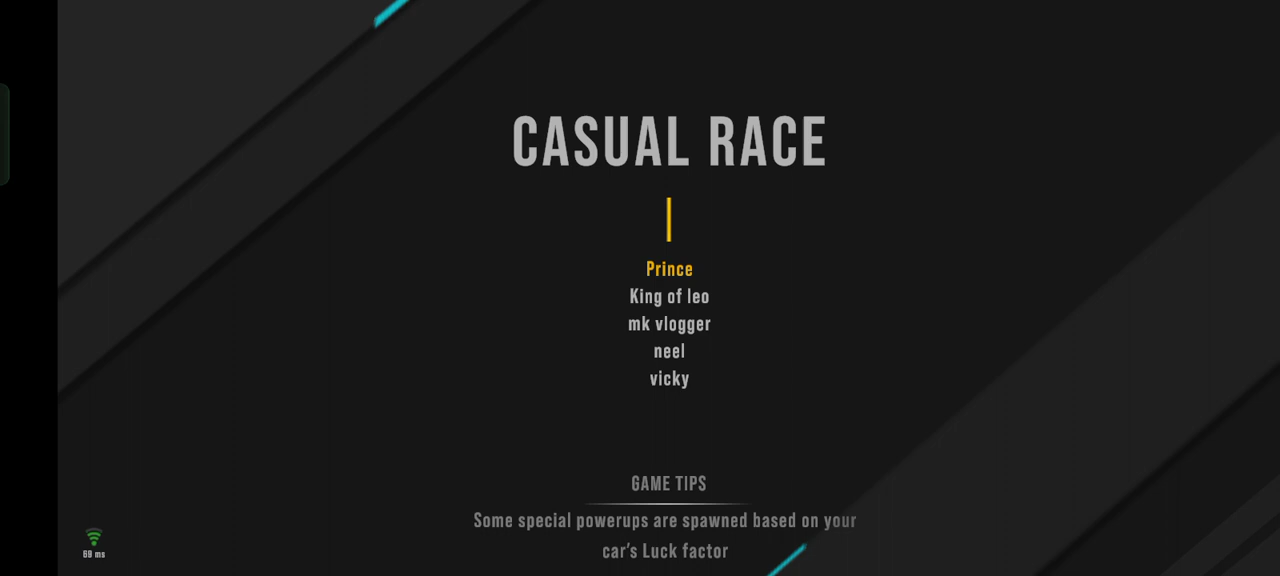 CASUAL RACE
Prince
King of leo
mk vlogger
neel
vicky
GAME TIPS
Some special powerups are spawned based on your
car's Luck factor
69 ms